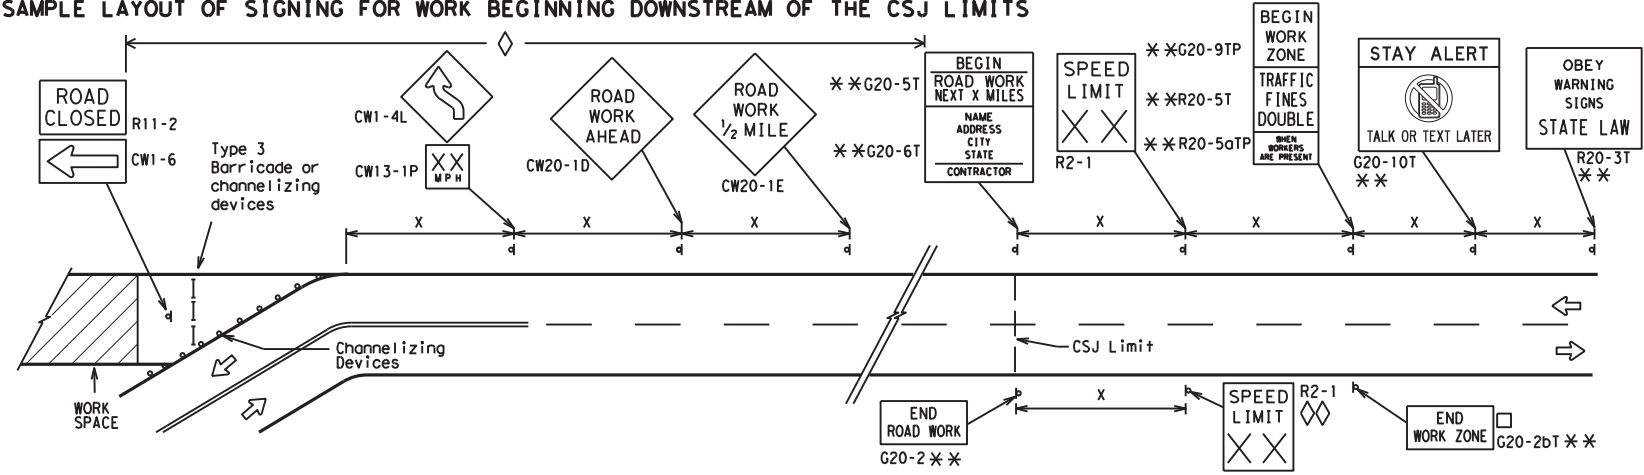 SAMPLE LAYOUT OF SIGNING FOR WORK BEGINNING DOWNSTREAM OF THE CSJ LIMITS
ROAD
CLOSED
R11-2
CW1-6
Type 3
Barricade or
channelizing
devices
CW1-4L
CW13-1P
XX
MPH
ROAD
WORK
AHEAD
CW20-1D
ROAD
WORK
1/2 MILE
CW20-1E
**G20-5T
**G20-6T
BEGIN
ROAD WORK
NEXT X MILES
NAME
ADDRESS
CITY
STATE
CONTRACTOR
SPEED
LIMIT
XX
R2-1
**G20-9TP
**R20-5T
**R20-5aTP
BEGIN
WORK
ZONE
TRAFFIC
FINES
DOUBLE
WHEN
WORKERS
ARE PRESENT
STAY ALERT
TALK OR TEXT LATER
G20-10T
**
OBEY
WARNING
SIGNS
STATE LAW
R20-3T
**
X
X
X
X
X
X
X
Channelizing
Devices
WORK
SPACE
CSJ Limit
X
END
ROAD WORK
G20-2**
SPEED
LIMIT
XX
R2-1
END
WORK ZONE
G20-2bT **